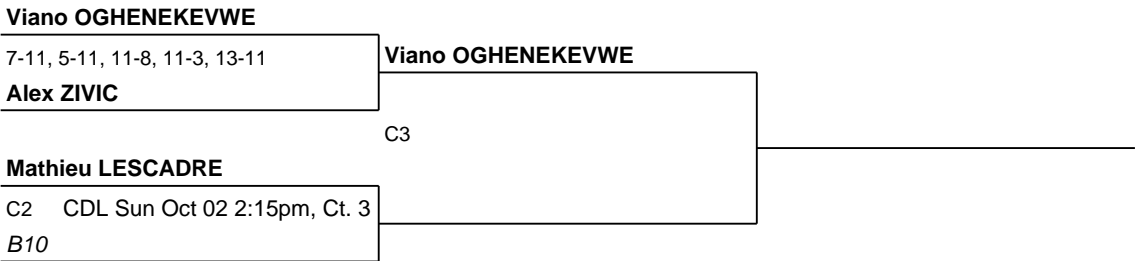 Viano OGHENEKEVWE
7-11, 5-11, 11-8, 11-3, 13-11
Viano OGHENEKEVWE
Alex ZIVIC
C3
Mathieu LESCADRE
C2 CDL Sun Oct 02 2:15pm, Ct. 3
B10